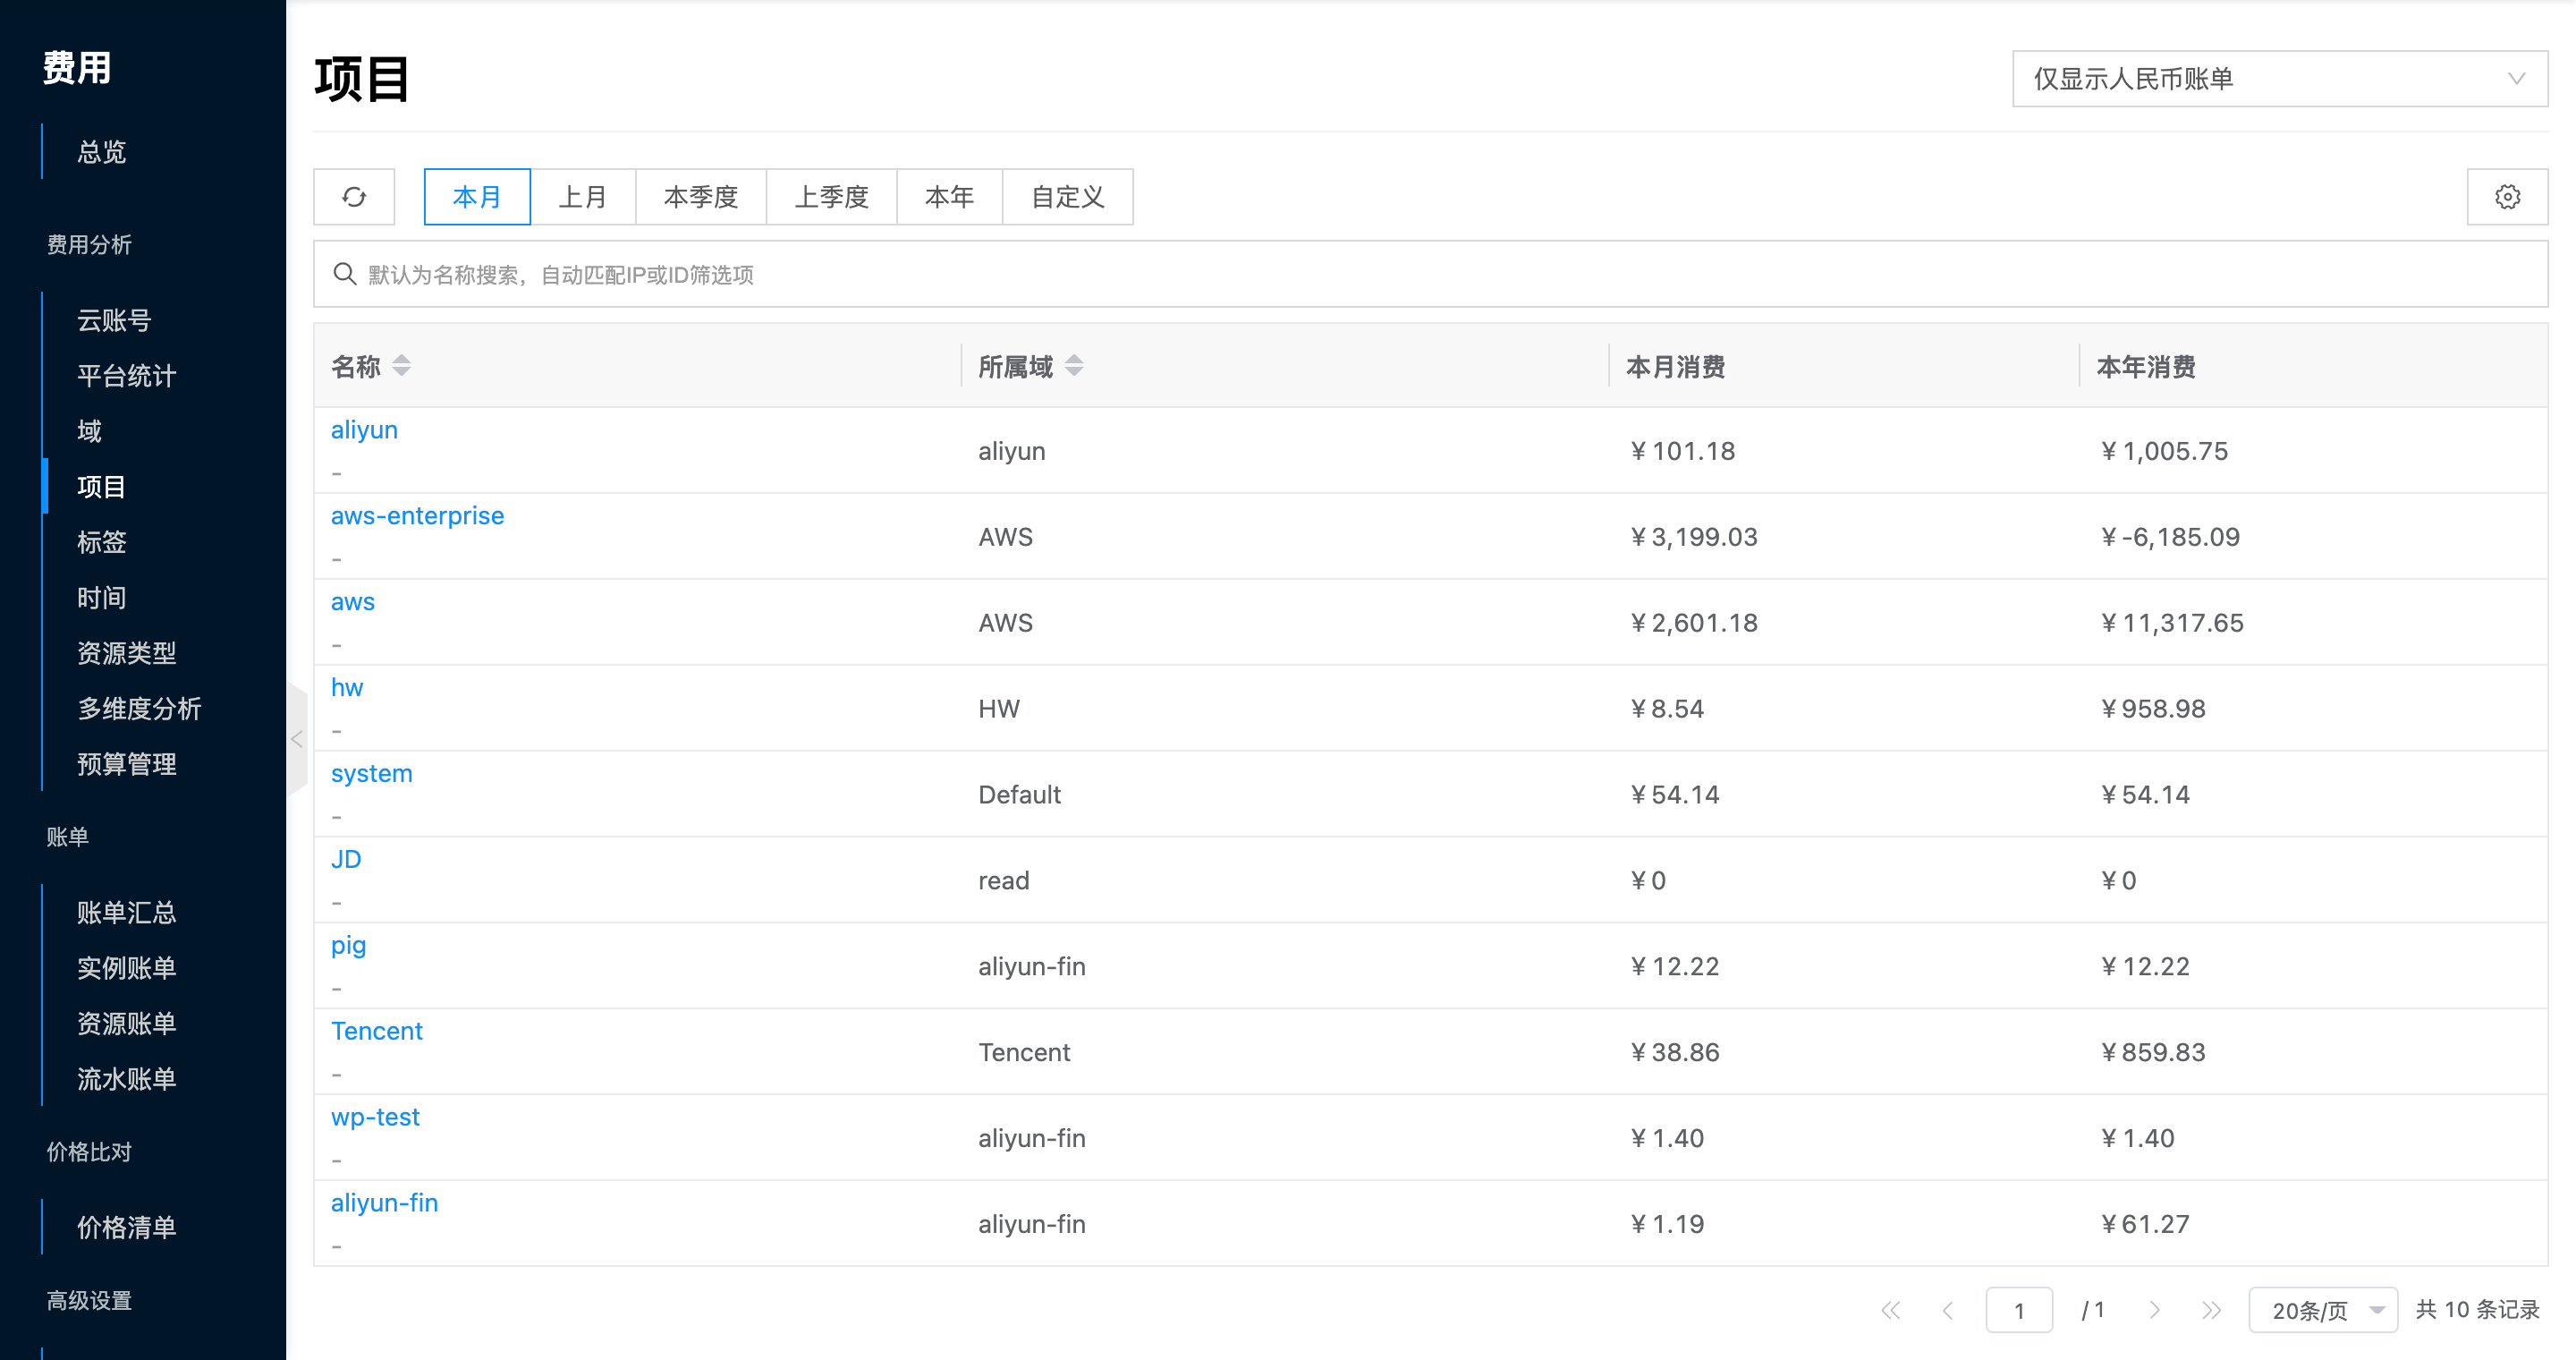 费用
总览
费用分析
云账号
平台统计
域
项目
标签
时间
资源类型
多维度分析
预算管理
账单
账单汇总
实例账单
资源账单
流水账单
价格比对
价格清单
高级设置
项目
仅显示人民币账单
本月 上月 本季度 上季度 本年 自定义
默认为名称搜索，自动匹配IP或ID筛选项
名称 所属域 本月消费 本年消费
aliyun
-
aliyun ¥ 101.18 ¥ 1,005.75
aws-enterprise
-
AWS ¥ 3,199.03 ¥ -6,185.09
aws
-
AWS ¥ 2,601.18 ¥ 11,317.65
hw
-
HW ¥ 8.54 ¥ 958.98
system
-
Default ¥ 54.14 ¥ 54.14
JD
-
read ¥ 0 ¥ 0
pig
-
aliyun-fin ¥ 12.22 ¥ 12.22
Tencent
-
Tencent ¥ 38.86 ¥ 859.83
wp-test
-
aliyun-fin ¥ 1.40 ¥ 1.40
aliyun-fin
-
aliyun-fin ¥ 1.19 ¥ 61.27
1 / 1 20条/页 共 10 条记录